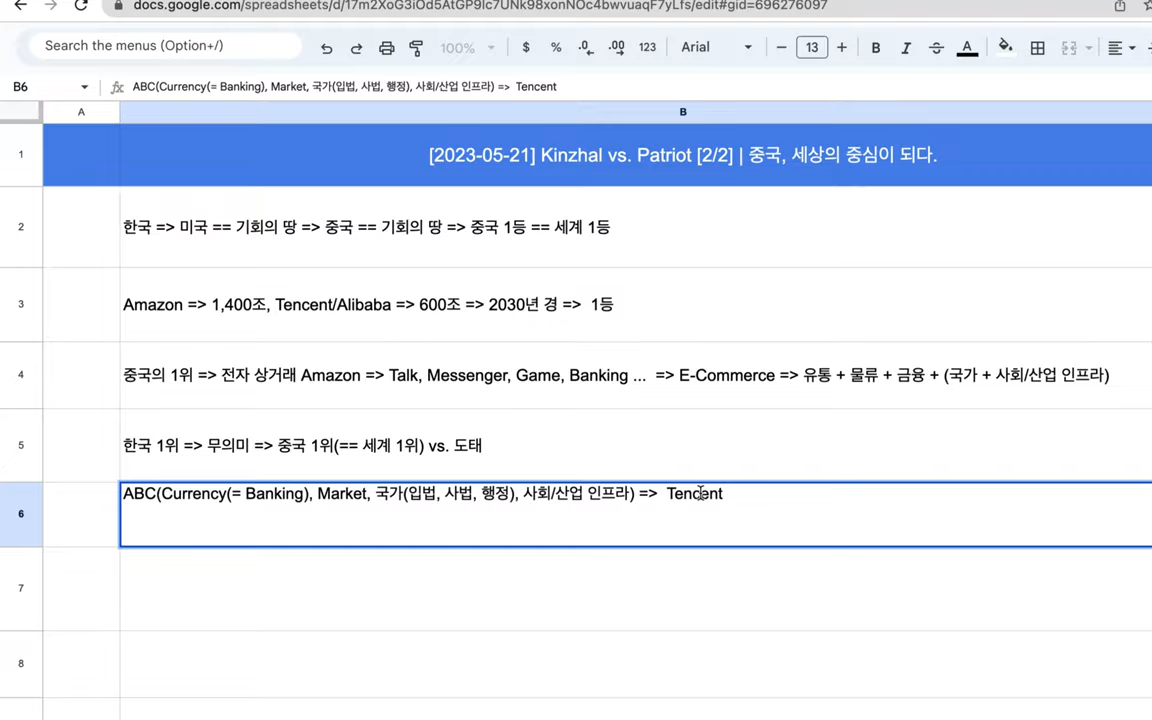 docs.google.com/spreadsheets/d/17m2XoG3iOd5AtGP9lc7UNk98xonNOc4bwvuaqF7yLfs/edit#gid=696276097
Search the menus (Option+/)
100%
$ % .0 .00 123 Arial 13 B I S A
B6
fx ABC(Currency(= Banking), Market, 국가(입법, 사법, 행정), 사회/산업 인프라) => Tencent
A B
1 [2023-05-21] Kinzhal vs. Patriot [2/2] | 중국, 세상의 중심이 되다.
2 한국 => 미국 == 기회의 땅 => 중국 == 기회의 땅 => 중국 1등 == 세계 1등
3 Amazon => 1,400조, Tencent/Alibaba => 600조 => 2030년 경 => 1등
4 중국의 1위 => 전자 상거래 Amazon => Talk, Messenger, Game, Banking ... => E-Commerce => 유통 + 물류 + 금융 + (국가 + 사회/산업 인프라)
5 한국 1위 => 무의미 => 중국 1위(== 세계 1위) vs. 도태
6 ABC(Currency(= Banking), Market, 국가(입법, 사법, 행정), 사회/산업 인프라) => Tencent
7
8